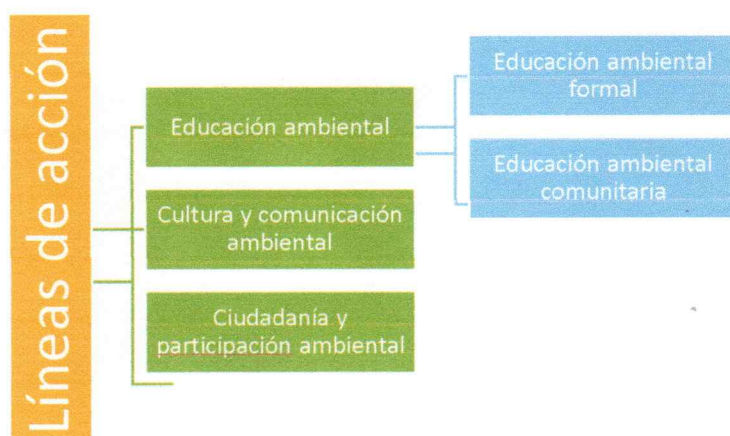 Líneas de acción
Educación ambiental
Cultura y comunicación
ambiental
Ciudadanía y
participación ambiental
Educación ambiental
formal
Educación ambiental
comunitaria